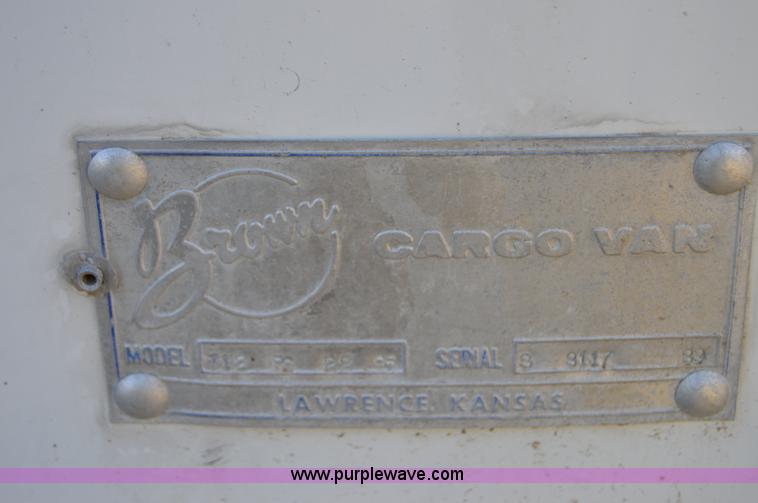 Brown CARGO VAN
MODEL SERIAL
LAWRENCE, KANSAS
www.purplewave.com